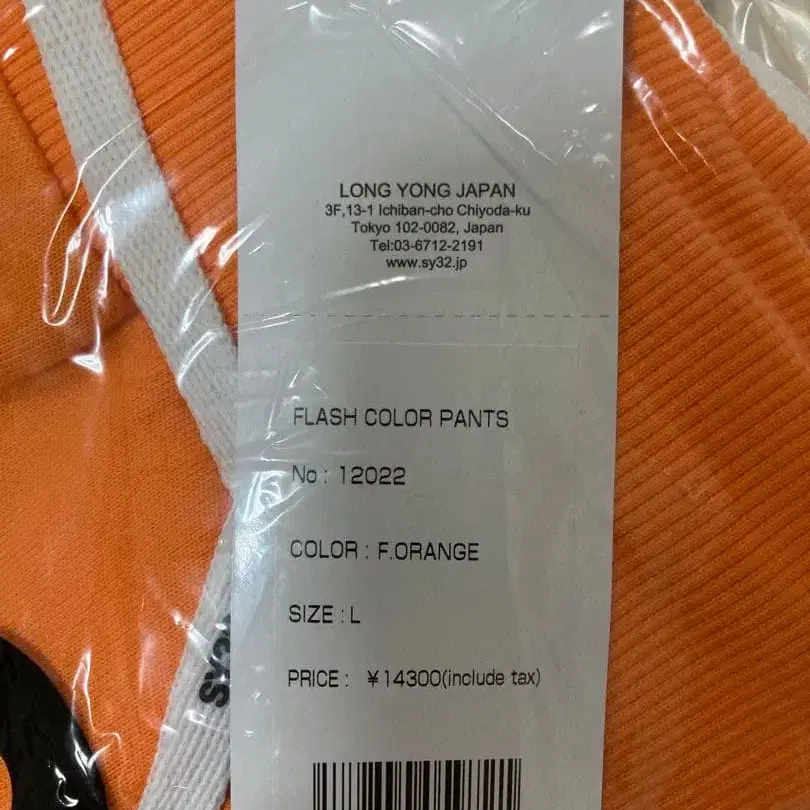 LONG YONG JAPAN
3F,13-1 Ichiban-cho Chiyoda-ku
Tokyo 102-0082, Japan
Tel:03-6712-2191
www.sy32.jp
FLASH COLOR PANTS
No : 12022
COLOR : F.ORANGE
SIZE : L
PRICE : ¥14300(include tax)